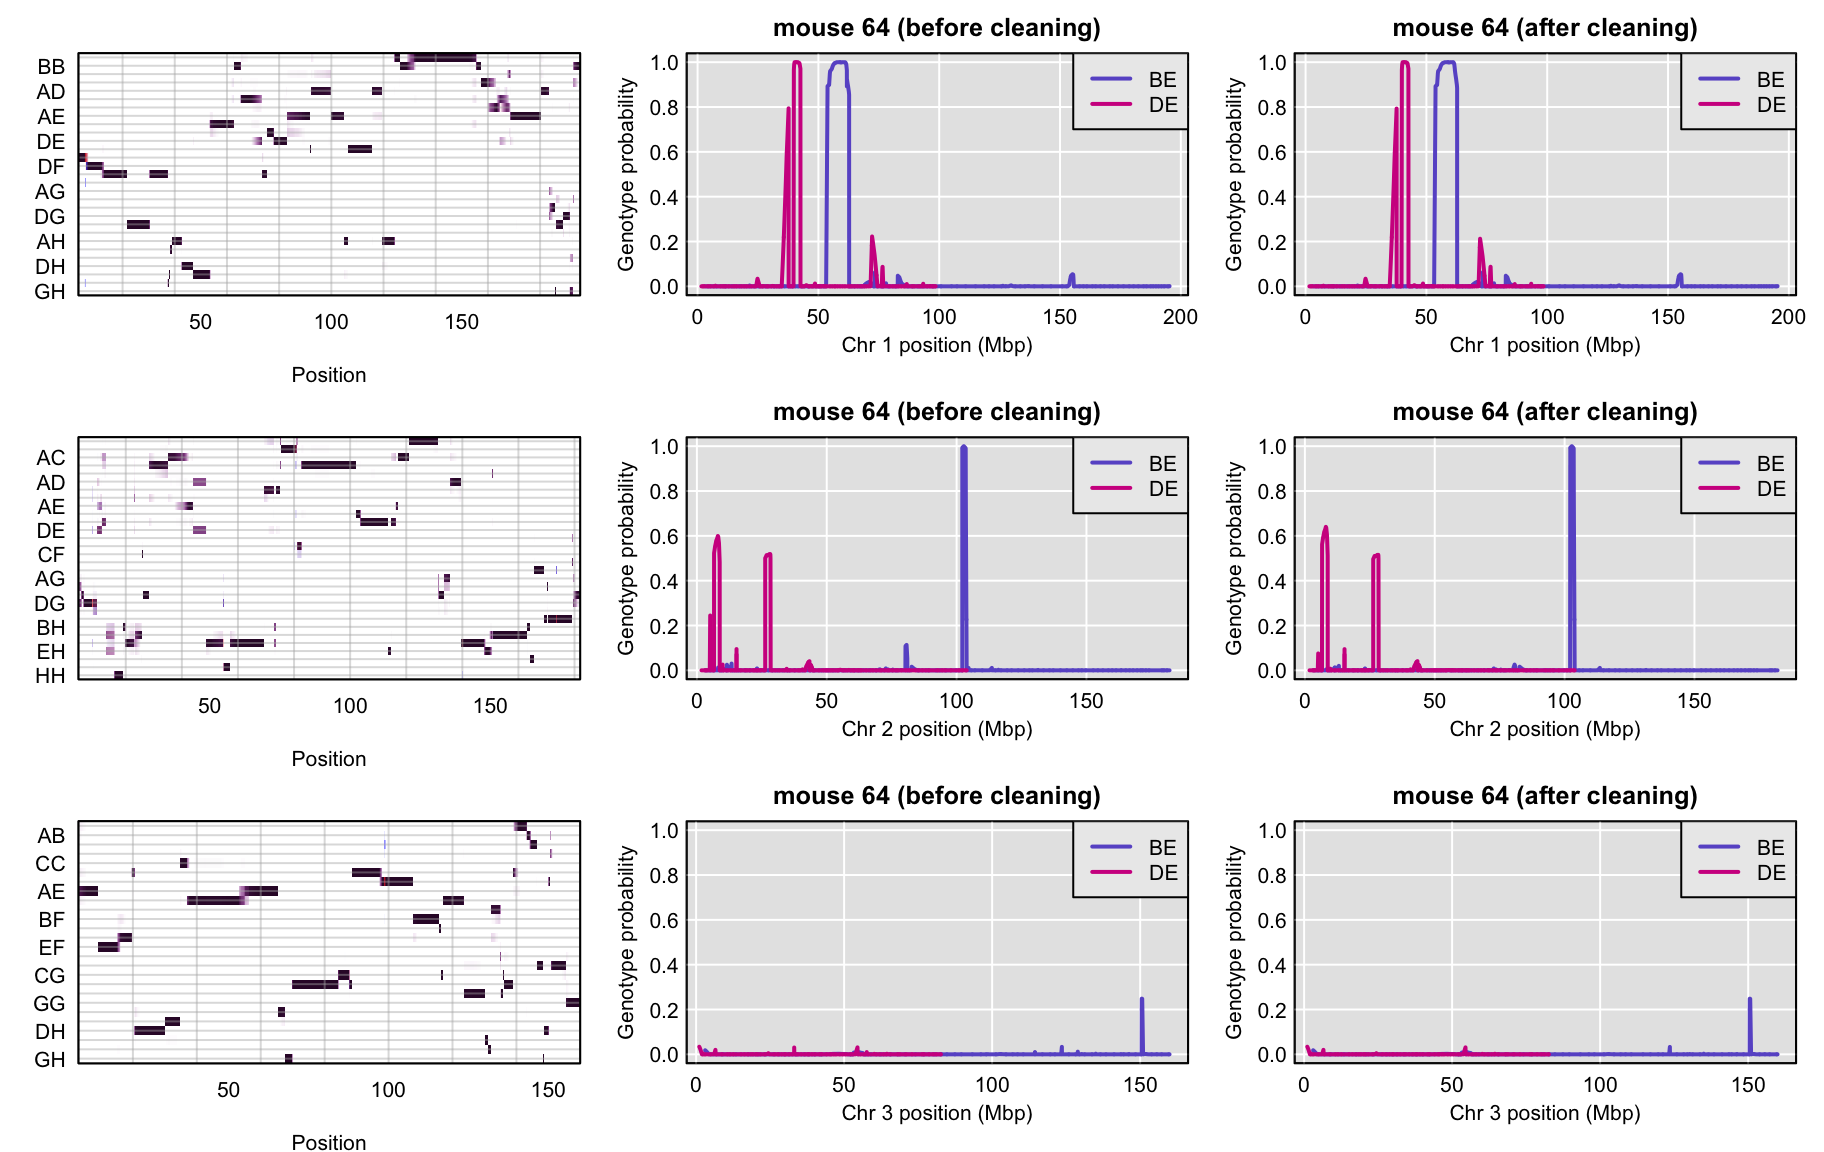 BB
AD
AE
DE
DF
AG
DG
AH
DH
GH
50 100 150
Position
mouse 64 (before cleaning)
Genotype probability
1.0
0.8
0.6
0.4
0.2
0.0
BE
DE
0 50 100 150 200
Chr 1 position (Mbp)
mouse 64 (after cleaning)
Genotype probability
1.0
0.8
0.6
0.4
0.2
0.0
BE
DE
0 50 100 150 200
Chr 1 position (Mbp)
AC
AD
AE
DE
CF
AG
DG
BH
EH
HH
50 100 150
Position
mouse 64 (before cleaning)
Genotype probability
1.0
0.8
0.6
0.4
0.2
0.0
BE
DE
0 50 100 150
Chr 2 position (Mbp)
mouse 64 (after cleaning)
Genotype probability
1.0
0.8
0.6
0.4
0.2
0.0
BE
DE
0 50 100 150
Chr 2 position (Mbp)
AB
CC
AE
BF
EF
CG
GG
DH
GH
50 100 150
Position
mouse 64 (before cleaning)
Genotype probability
1.0
0.8
0.6
0.4
0.2
0.0
BE
DE
0 50 100 150
Chr 3 position (Mbp)
mouse 64 (after cleaning)
Genotype probability
1.0
0.8
0.6
0.4
0.2
0.0
BE
DE
0 50 100 150
Chr 3 position (Mbp)